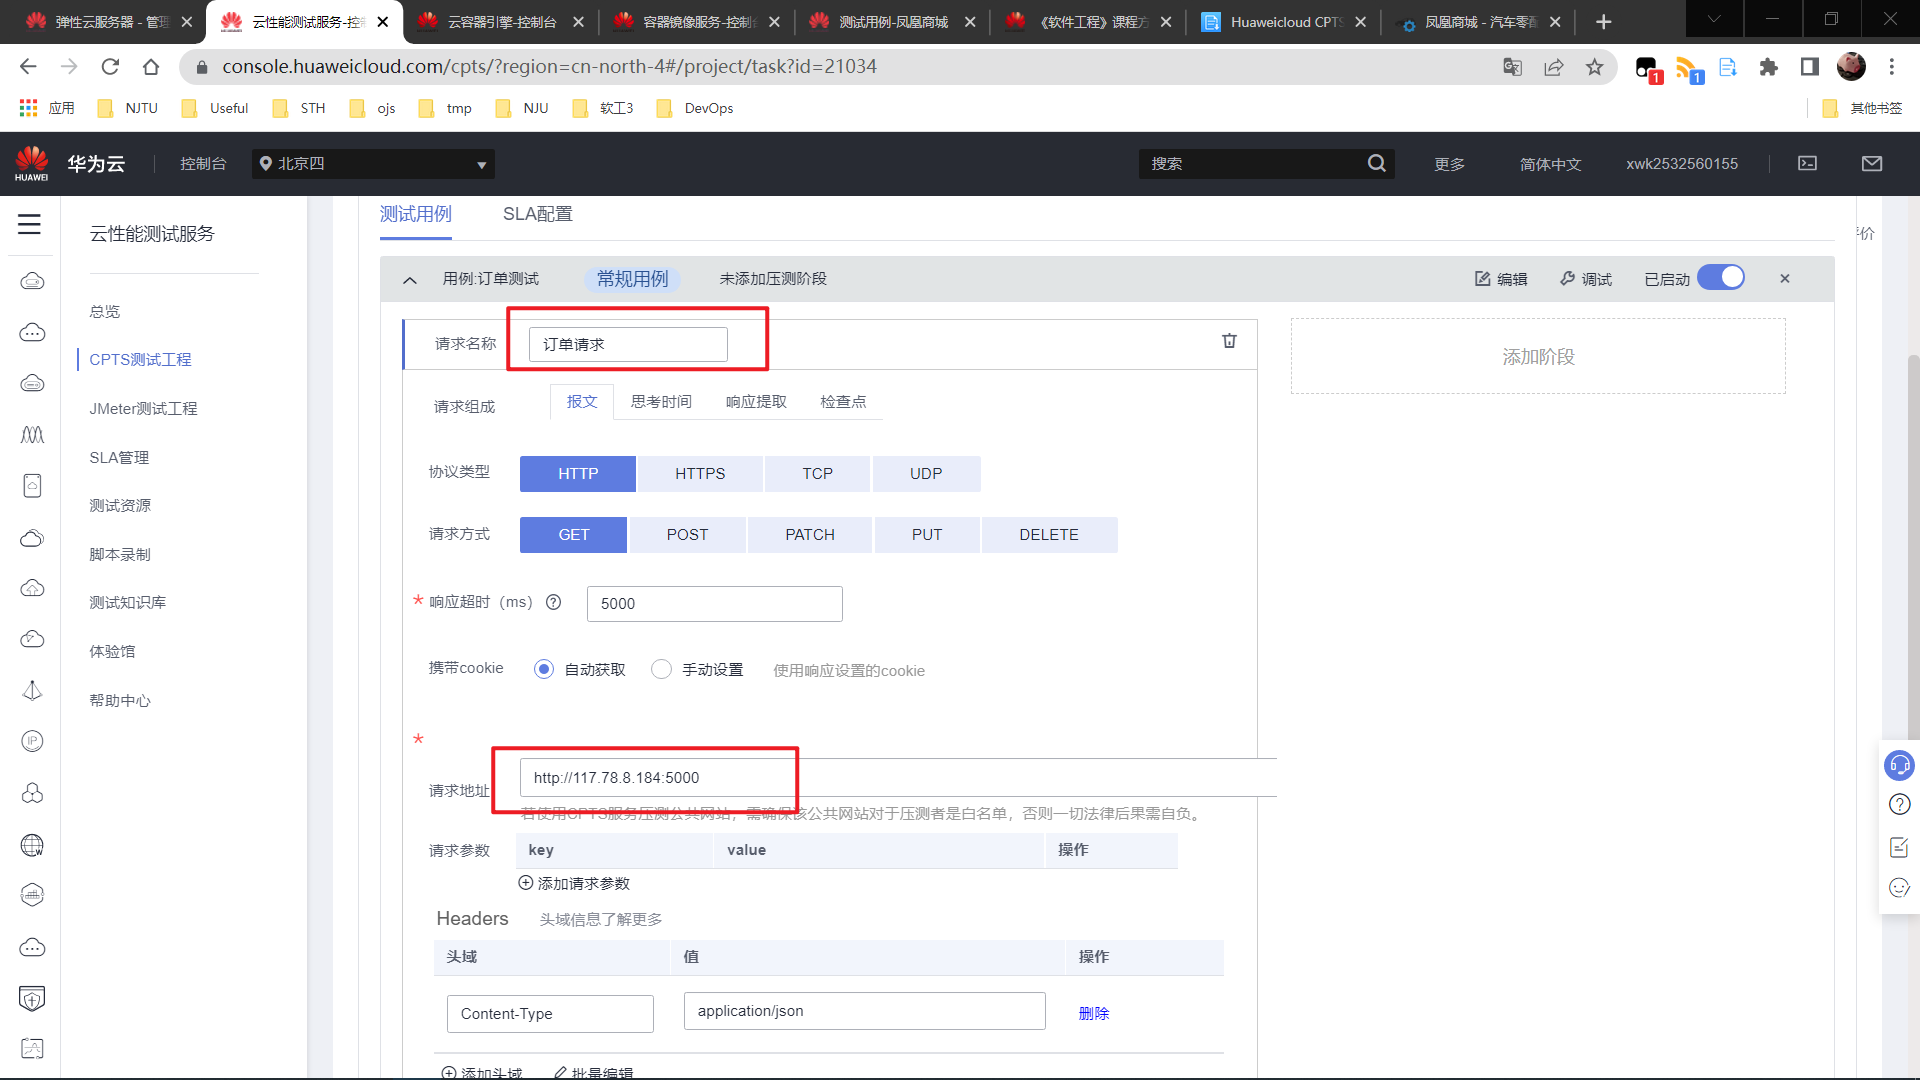 弹性云服务器 - 管理
云性能测试服务-控制
云容器引擎-控制台
容器镜像服务-控制台
测试用例-凤凰商城
《软件工程》课程方
Huaweicloud CPTS
凤凰商城 - 汽车零配
console.huaweicloud.com/cpts/?region=cn-north-4#/project/task?id=21034
1
1
应用
NJTU
Useful
STH
ojs
tmp
NJU
软工3
DevOps
其他书签
HUAWEI
华为云
控制台
北京四
搜索
更多
简体中文
xwk2532560155
云性能测试服务
总览
CPTS测试工程
JMeter测试工程
SLA管理
测试资源
脚本录制
测试知识库
体验馆
帮助中心
测试用例
SLA配置
价
用例:订单测试
常规用例
未添加压测阶段
编辑
调试
已启动
请求名称
订单请求
添加阶段
请求组成
报文
思考时间
响应提取
检查点
协议类型
HTTP
HTTPS
TCP
UDP
请求方式
GET
POST
PATCH
PUT
DELETE
* 响应超时（ms）
5000
携带cookie
自动获取
手动设置
使用响应设置的cookie
*
请求地址
http://117.78.8.184:5000
若使用CPTS服务压测公共网站，需确保该公共网站对于压测者是白名单，否则一切法律后果需自负。
请求参数
key
value
操作
添加请求参数
Headers
头域信息了解更多
头域
值
操作
Content-Type
application/json
删除
添加头域
批量编辑